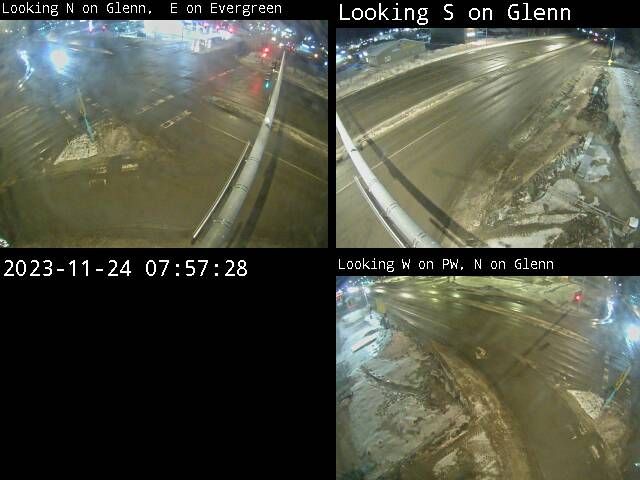 Looking N on Glenn, E on Evergreen
Looking S on Glenn
2023-11-24 07:57:28
Looking W on PW, N on Glenn